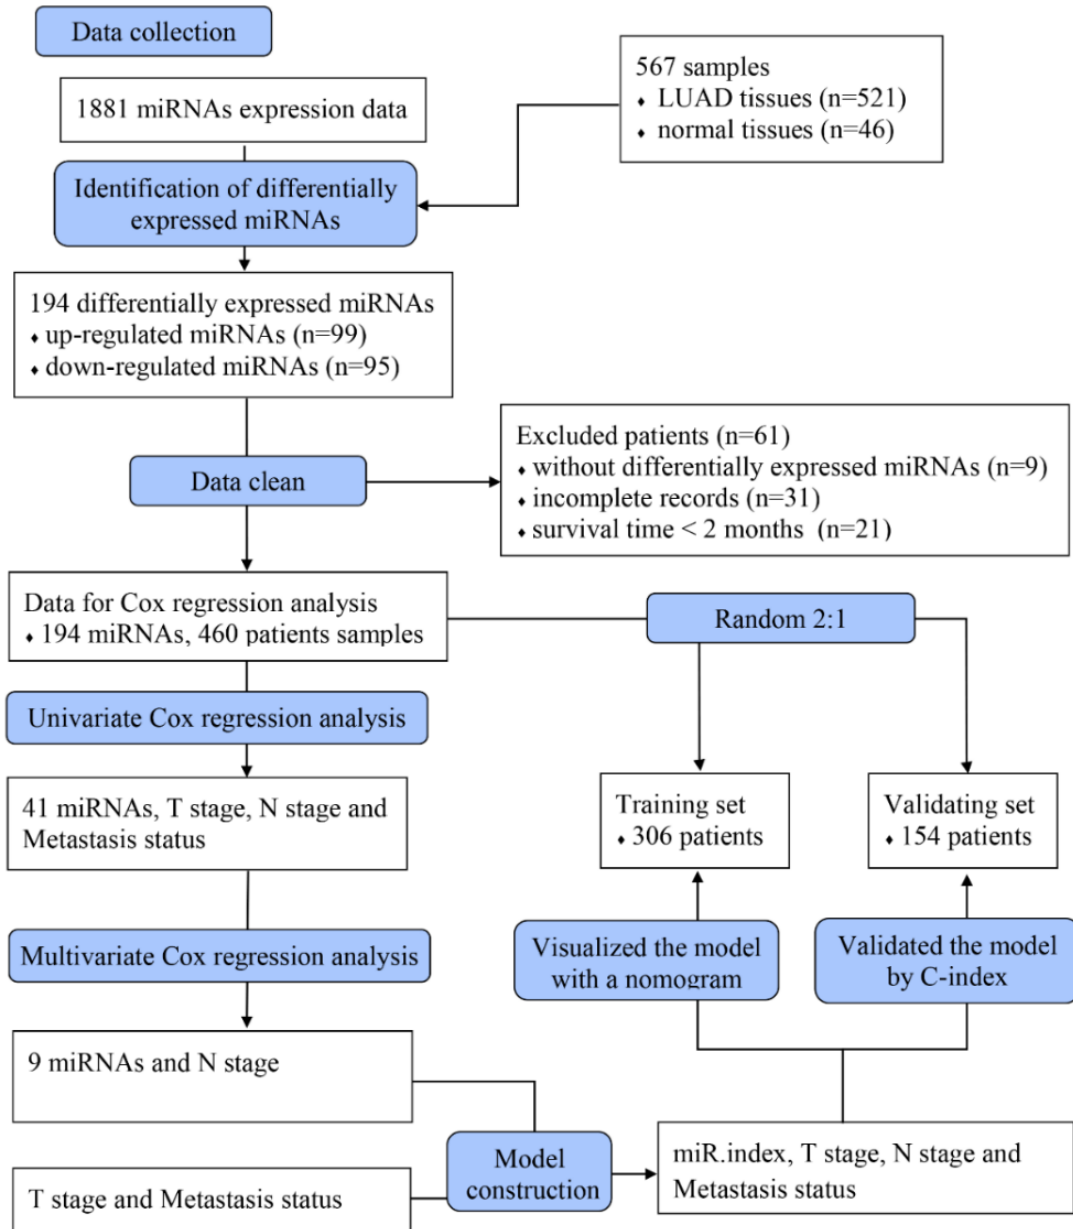 Data collection
1881 miRNAs expression data
567 samples
⬧ LUAD tissues (n=521)
⬧ normal tissues (n=46)
Identification of differentially
expressed miRNAs
194 differentially expressed miRNAs
⬧ up-regulated miRNAs (n=99)
⬧ down-regulated miRNAs (n=95)
Data clean
Excluded patients (n=61)
⬧ without differentially expressed miRNAs (n=9)
⬧ incomplete records (n=31)
⬧ survival time < 2 months (n=21)
Data for Cox regression analysis
⬧ 194 miRNAs, 460 patients samples
Random 2:1
Univariate Cox regression analysis
41 miRNAs, T stage, N stage and
Metastasis status
Training set
⬧ 306 patients
Validating set
⬧ 154 patients
Multivariate Cox regression analysis
Visualized the model
with a nomogram
Validated the model
by C-index
9 miRNAs and N stage
T stage and Metastasis status
Model
construction
miR.index, T stage, N stage and
Metastasis status